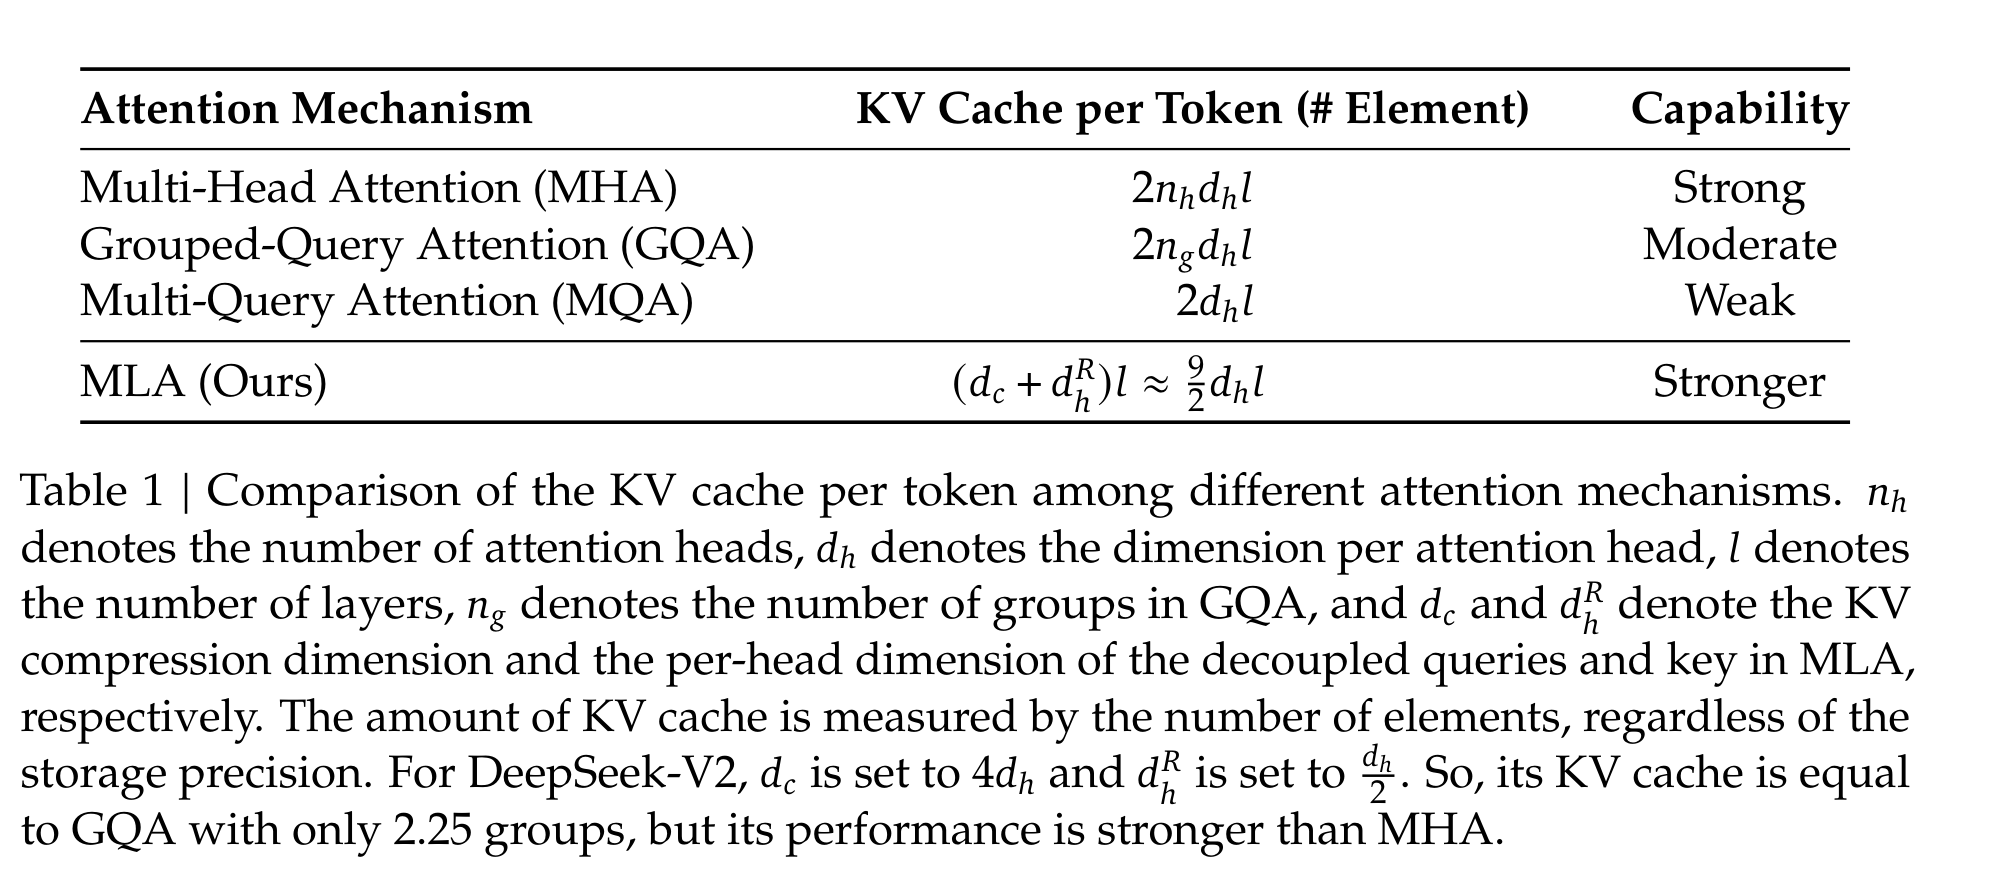 Attention Mechanism KV Cache per Token (# Element) Capability
Multi-Head Attention (MHA) $2n_h d_h l$ Strong
Grouped-Query Attention (GQA) $2n_g d_h l$ Moderate
Multi-Query Attention (MQA) $2d_h l$ Weak
MLA (Ours) $(d_c + d_h^R)l \approx \frac{9}{2} d_h l$ Stronger
Table 1 | Comparison of the KV cache per token among different attention mechanisms. $n_h$
denotes the number of attention heads, $d_h$ denotes the dimension per attention head, $l$ denotes
the number of layers, $n_g$ denotes the number of groups in GQA, and $d_c$ and $d_h^R$ denote the KV
compression dimension and the per-head dimension of the decoupled queries and key in MLA,
respectively. The amount of KV cache is measured by the number of elements, regardless of the
storage precision. For DeepSeek-V2, $d_c$ is set to $4d_h$ and $d_h^R$ is set to $\frac{d_h}{2}$. So, its KV cache is equal
to GQA with only 2.25 groups, but its performance is stronger than MHA.